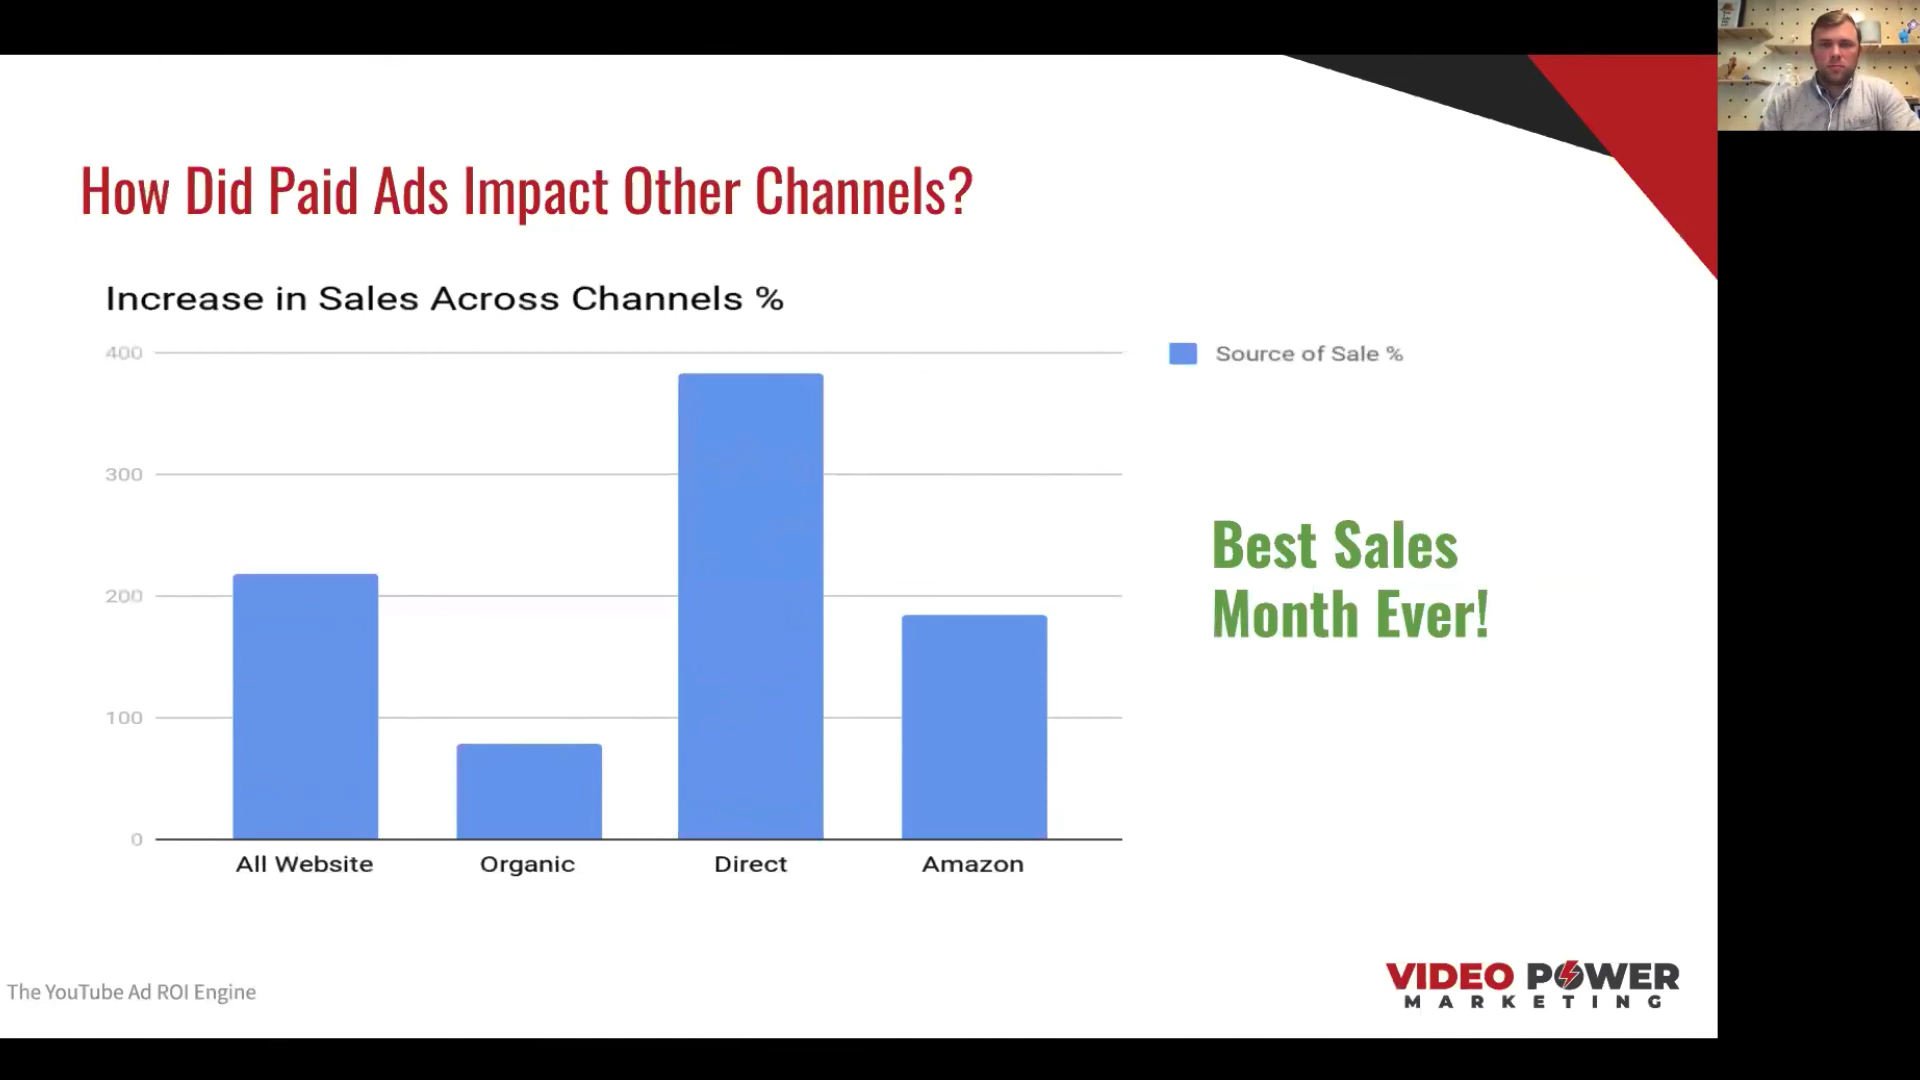 How Did Paid Ads Impact Other Channels?
Increase in Sales Across Channels %
400
300
200
100
0
All Website
Organic
Direct
Amazon
Source of Sale %
Best Sales
Month Ever!
The YouTube Ad ROI Engine
VIDEO POWER
MARKETING